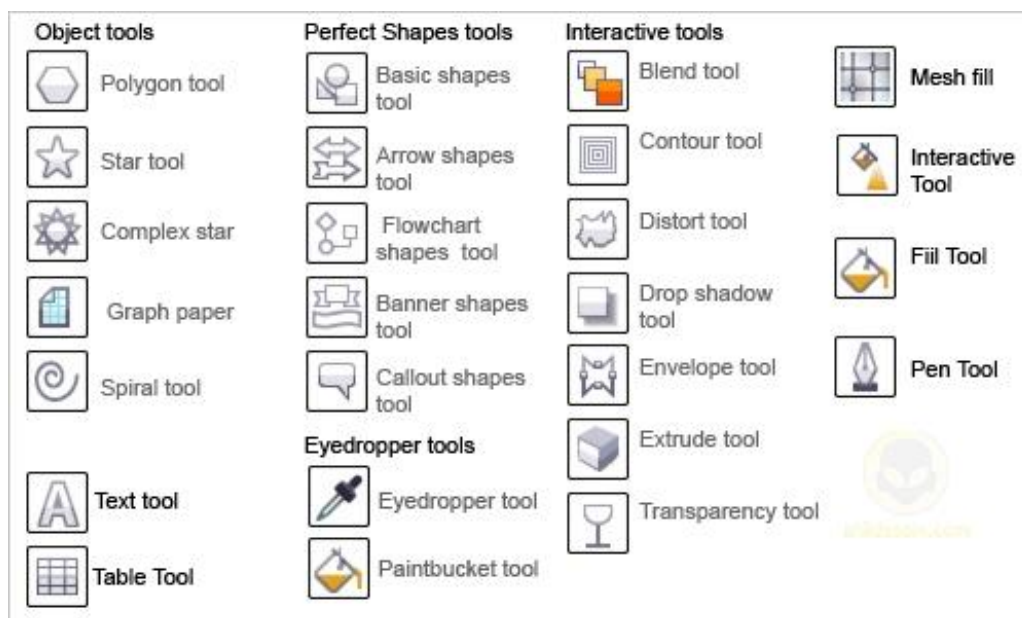 Object tools
Polygon tool
Star tool
Complex star
Graph paper
Spiral tool
Text tool
Table Tool
Perfect Shapes tools
Basic shapes
tool
Arrow shapes
tool
Flowchart
shapes tool
Banner shapes
tool
Callout shapes
tool
Eyedropper tools
Eyedropper tool
Paintbucket tool
Interactive tools
Blend tool
Contour tool
Distort tool
Drop shadow
tool
Envelope tool
Extrude tool
Transparency tool
Mesh fill
Interactive
Tool
Fiil Tool
Pen Tool